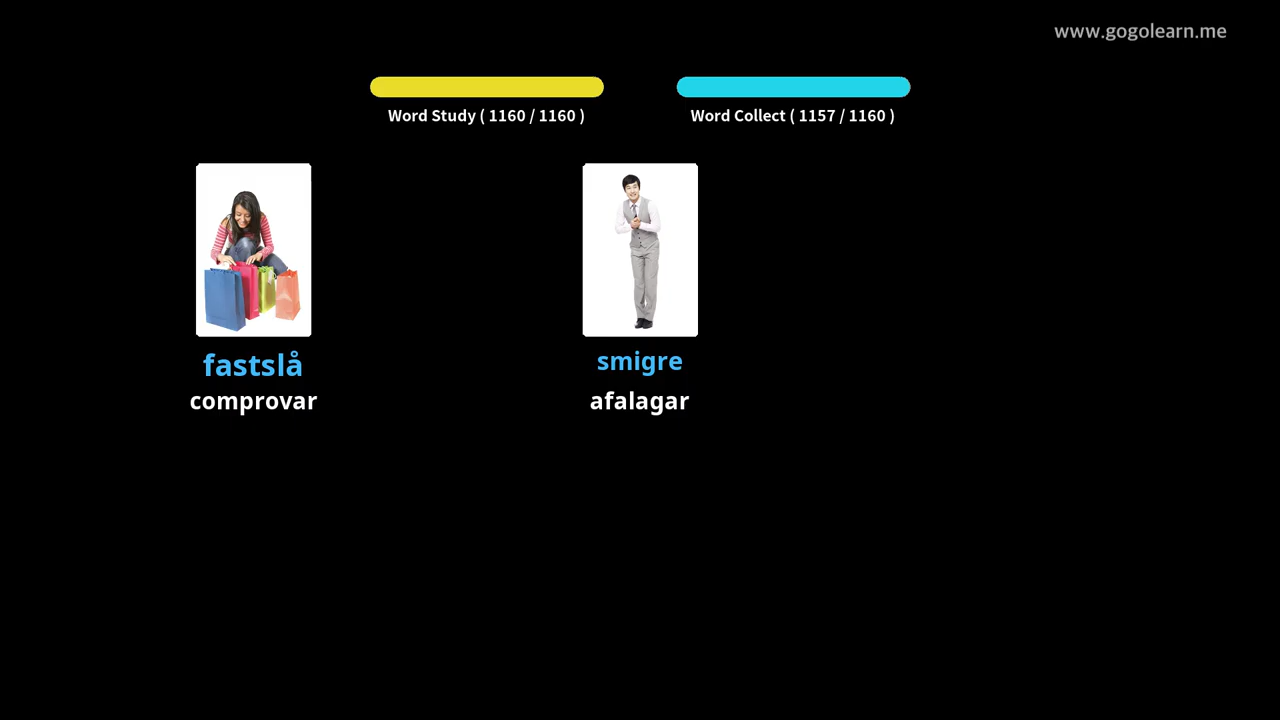 www.gogolearn.me
Word Study ( 1160 / 1160 )
Word Collect ( 1157 / 1160 )
fastslå
smigre
comprovar
afalagar